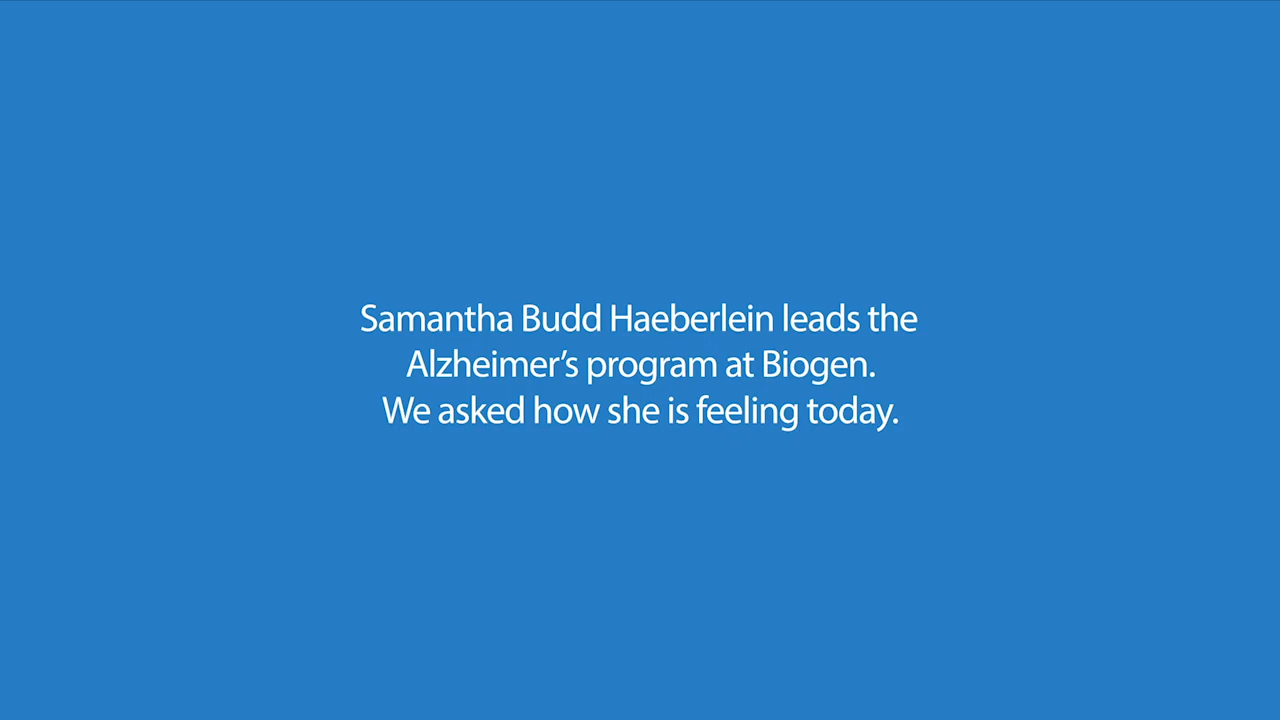 Samantha Budd Haeberlein leads the
Alzheimer’s program at Biogen.
We asked how she is feeling today.